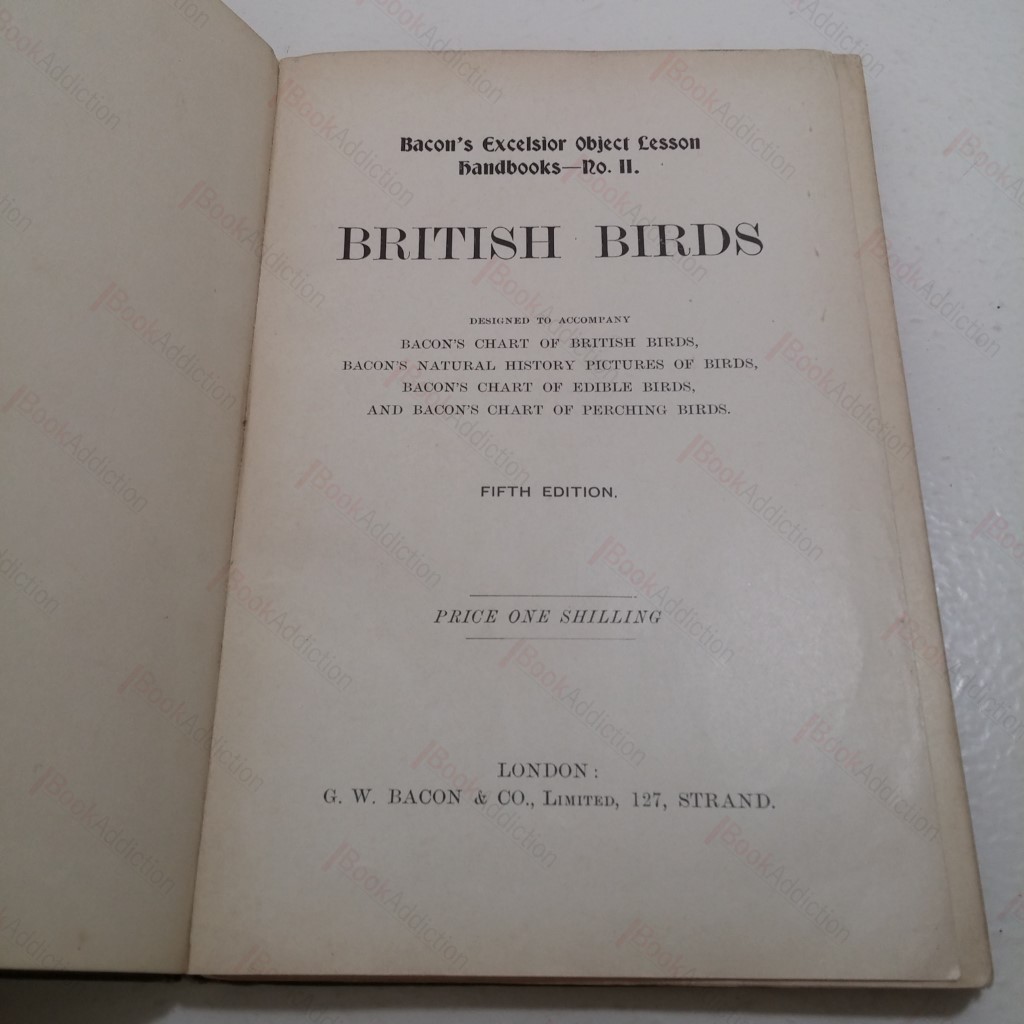 Bacon's Excelsior Object Lesson
Handbooks—No. II.
BRITISH BIRDS
DESIGNED TO ACCOMPANY
BACON'S CHART OF BRITISH BIRDS,
BACON'S NATURAL HISTORY PICTURES OF BIRDS,
BACON'S CHART OF EDIBLE BIRDS,
AND BACON'S CHART OF PERCHING BIRDS.
FIFTH EDITION.
PRICE ONE SHILLING
LONDON:
G. W. BACON & CO., LIMITED, 127, STRAND.
BookAddiction